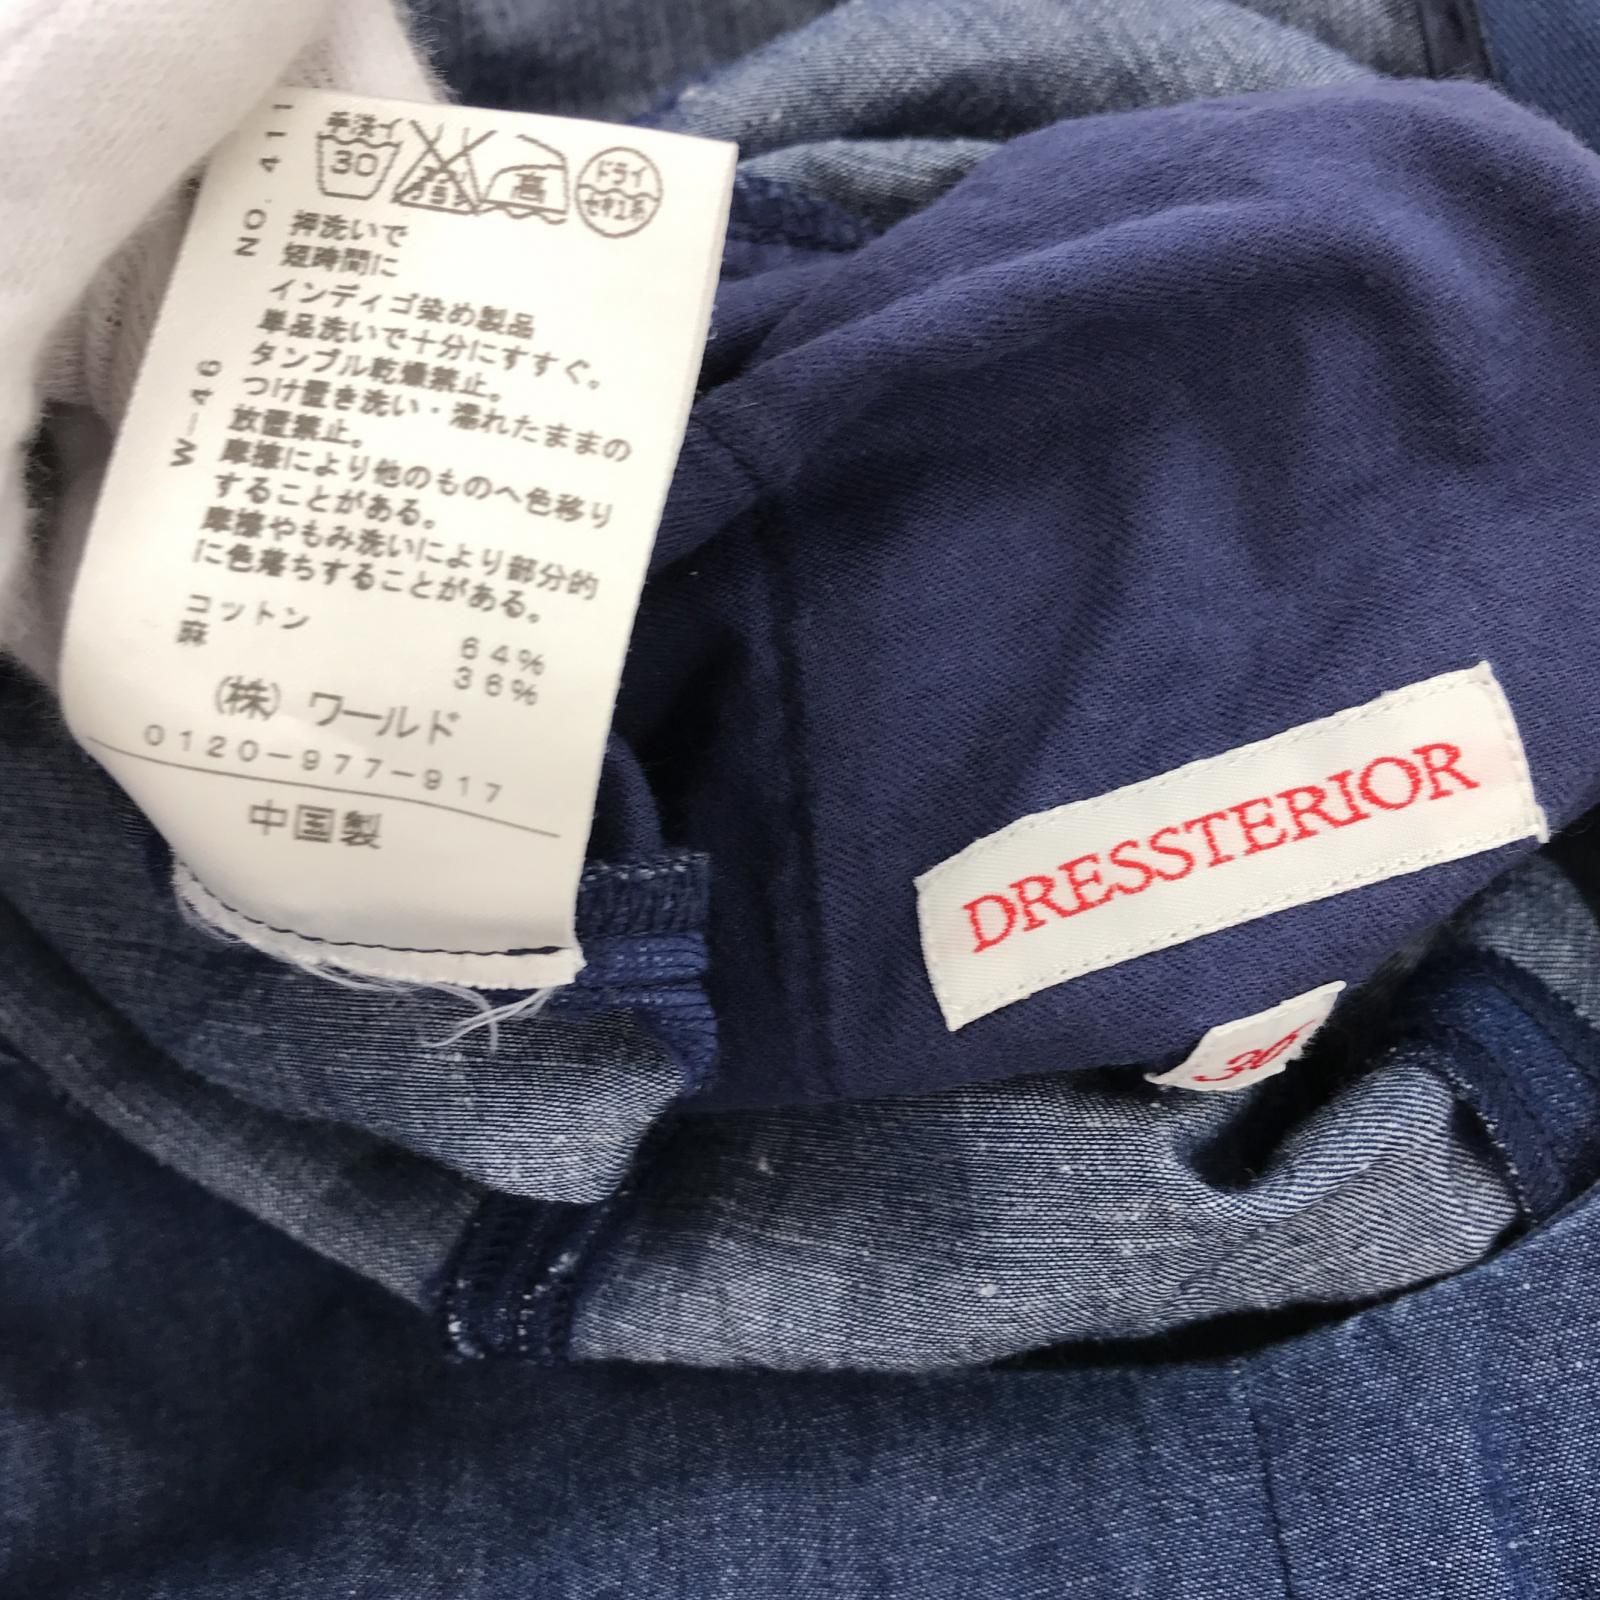 NO. 411
W-46
手洗イ
30
高
ドライ
セキユ系
押洗いで
短時間に
インディゴ染め製品
単品洗いで十分にすすぐ。
タンブル乾燥禁止。
つけ置き洗い・濡れたままの
放置禁止。
摩擦により他のものへ色移り
することがある。
摩擦やもみ洗いにより部分的
に色落ちすることがある。
コットン 64%
麻 36%
(株) ワールド
0120-977-917
中国製
DRESSTERIOR